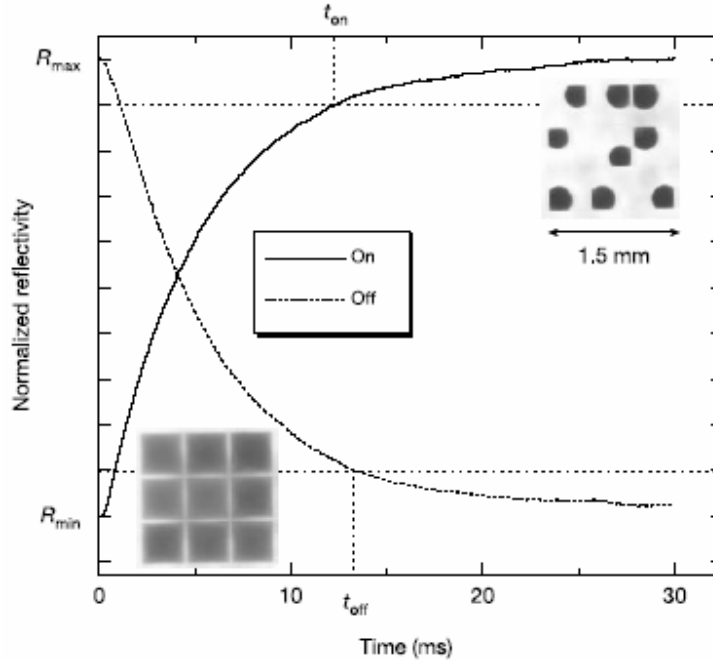 t_on
R_max
Normalized reflectivity
On
Off
1.5 mm
R_min
0
10
20
30
t_off
Time (ms)